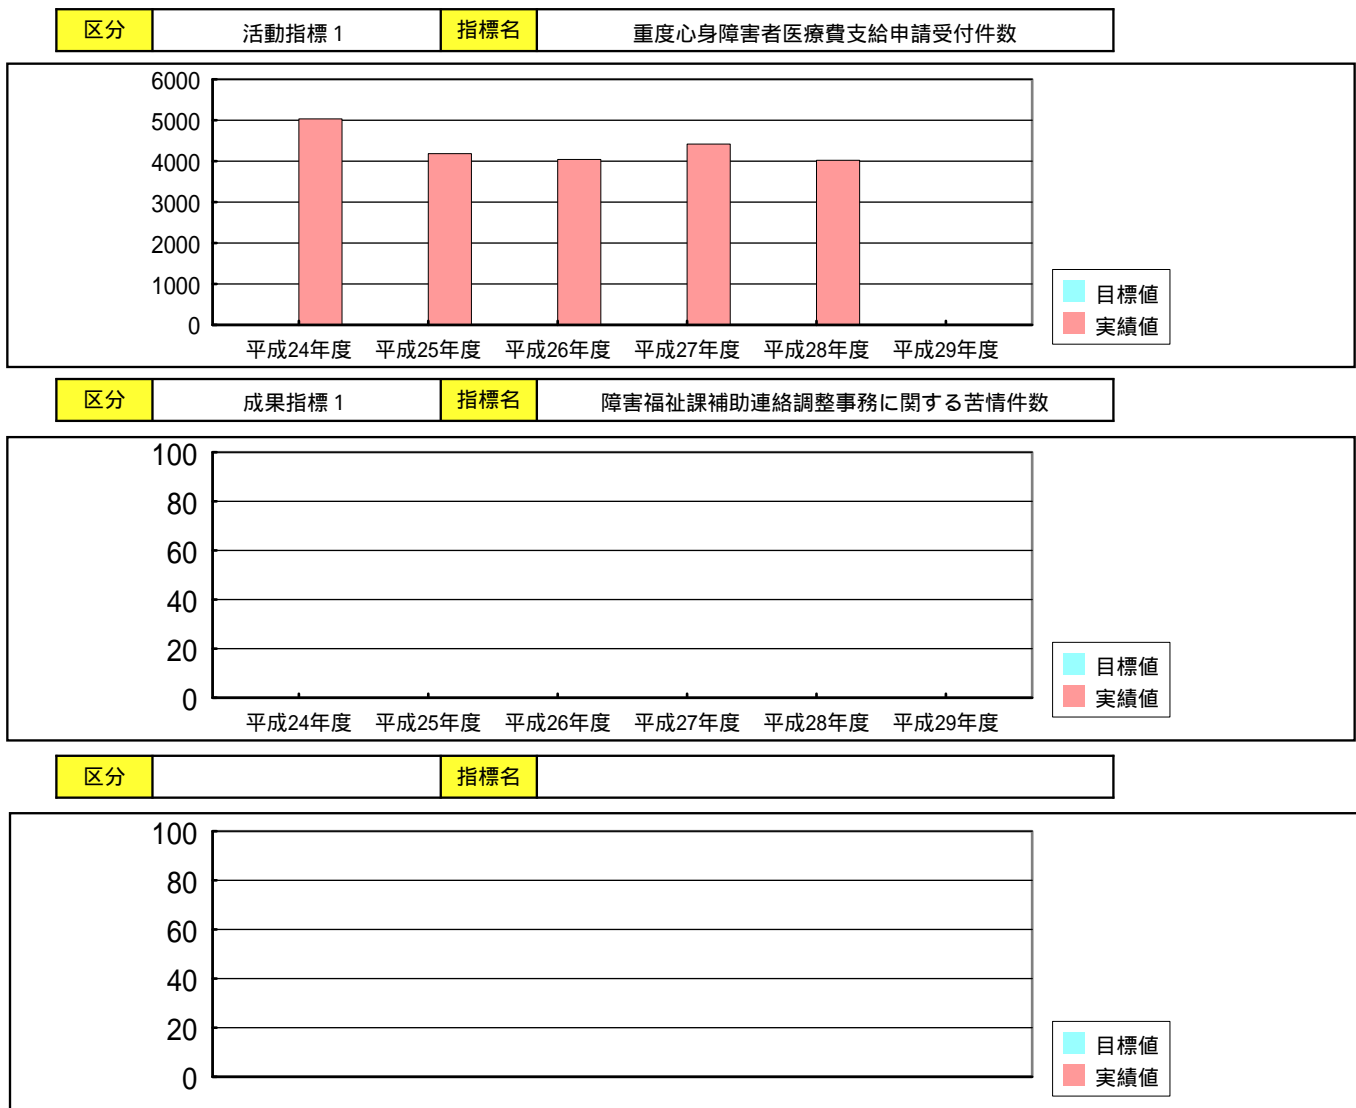 区分 活動指標1 指標名 重度心身障害者医療費支給申請受付件数
6000
5000
4000
3000
2000
1000
0
平成24年度 平成25年度 平成26年度 平成27年度 平成28年度 平成29年度
目標値
実績値
区分 成果指標1 指標名 障害福祉課補助連絡調整事務に関する苦情件数
100
80
60
40
20
0
平成24年度 平成25年度 平成26年度 平成27年度 平成28年度 平成29年度
目標値
実績値
区分 指標名
100
80
60
40
20
0
目標値
実績値